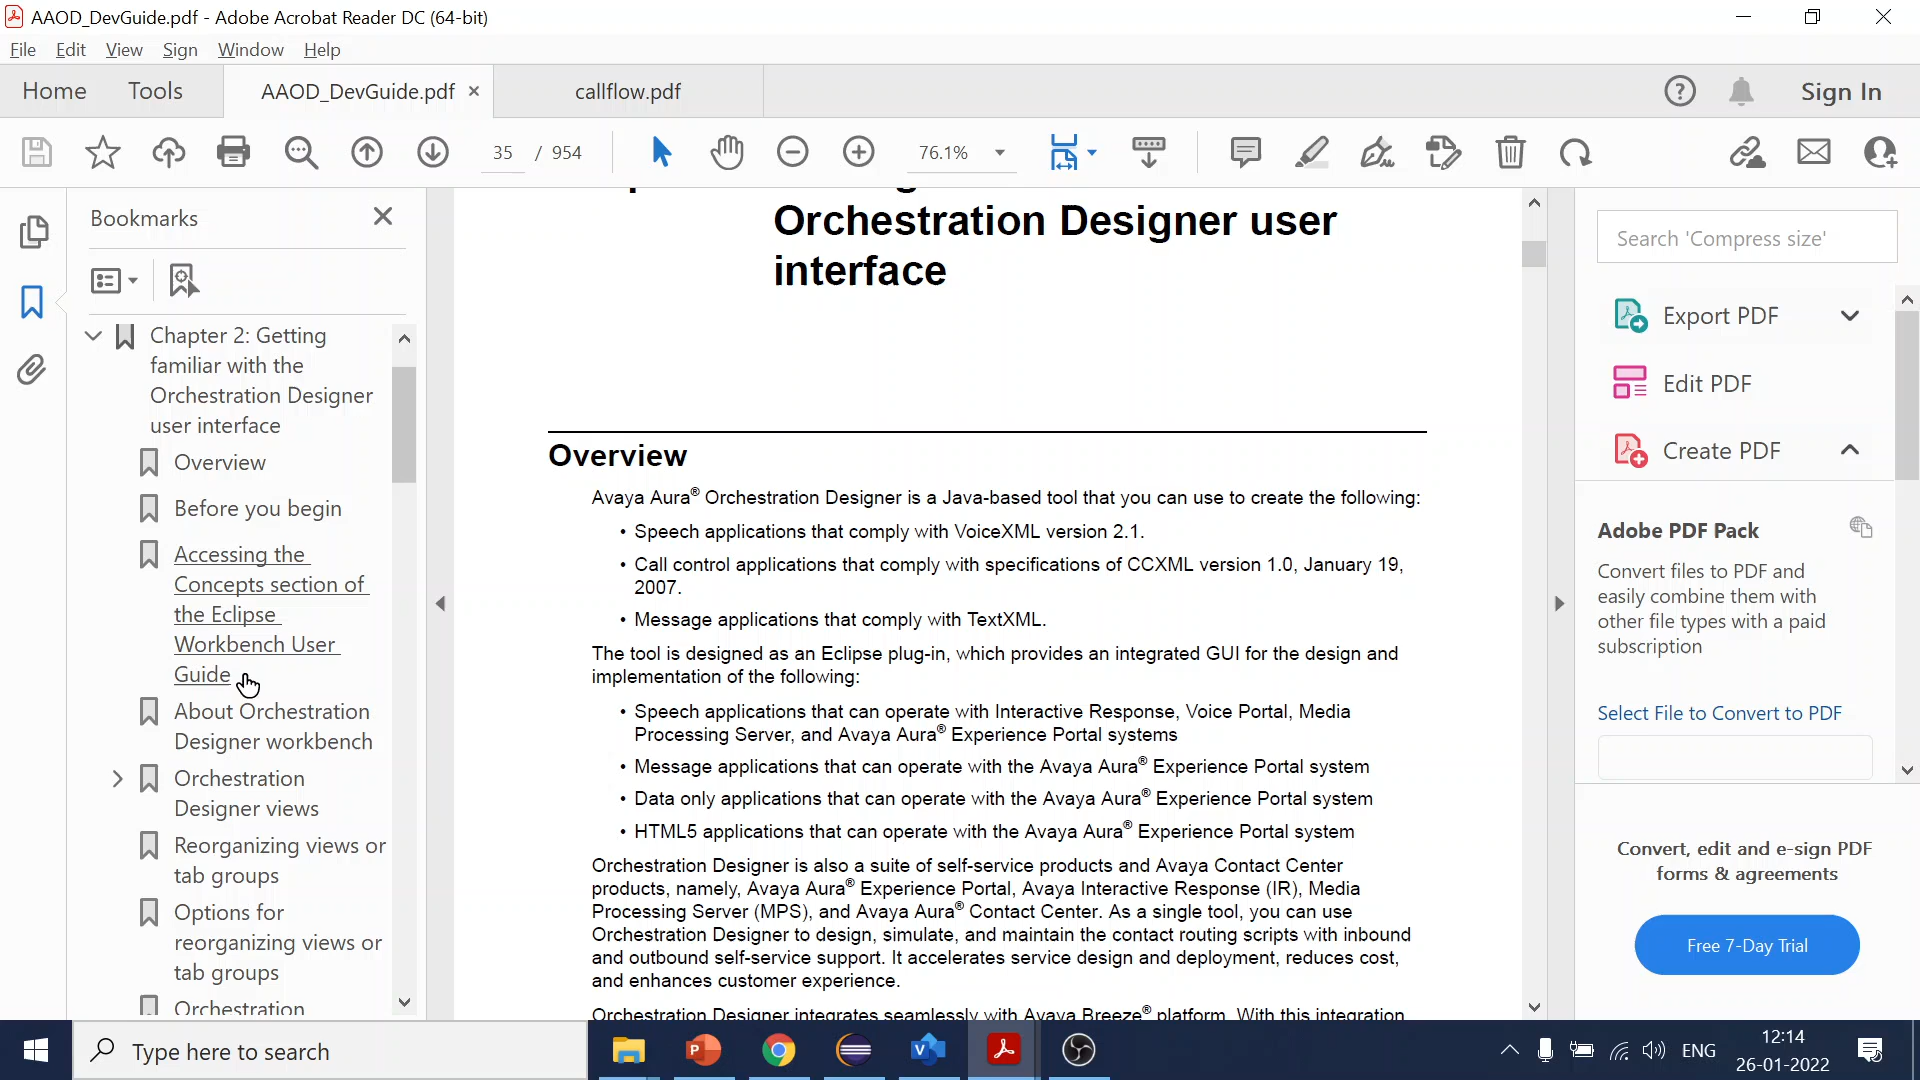 AAOD_DevGuide.pdf - Adobe Acrobat Reader DC (64-bit)
File Edit View Sign Window Help
Home Tools AAOD_DevGuide.pdf × callflow.pdf Sign In
35 / 954 76.1%
Bookmarks
Chapter 2: Getting
familiar with the
Orchestration Designer
user interface
Overview
Before you begin
Accessing the
Concepts section of
the Eclipse
Workbench User
Guide
About Orchestration
Designer workbench
Orchestration
Designer views
Reorganizing views or
tab groups
Options for
reorganizing views or
tab groups
Orchestration
Orchestration Designer user
interface
Overview
Avaya Aura® Orchestration Designer is a Java-based tool that you can use to create the following:
• Speech applications that comply with VoiceXML version 2.1.
• Call control applications that comply with specifications of CCXML version 1.0, January 19,
2007.
• Message applications that comply with TextXML.
The tool is designed as an Eclipse plug-in, which provides an integrated GUI for the design and
implementation of the following:
• Speech applications that can operate with Interactive Response, Voice Portal, Media
Processing Server, and Avaya Aura® Experience Portal systems
• Message applications that can operate with the Avaya Aura® Experience Portal system
• Data only applications that can operate with the Avaya Aura® Experience Portal system
• HTML5 applications that can operate with the Avaya Aura® Experience Portal system
Orchestration Designer is also a suite of self-service products and Avaya Contact Center
products, namely, Avaya Aura® Experience Portal, Avaya Interactive Response (IR), Media
Processing Server (MPS), and Avaya Aura® Contact Center. As a single tool, you can use
Orchestration Designer to design, simulate, and maintain the contact routing scripts with inbound
and outbound self-service support. It accelerates service design and deployment, reduces cost,
and enhances customer experience.
Orchestration Designer integrates seamlessly with Avaya Breeze® platform. With this integration
Search 'Compress size'
Export PDF
Edit PDF
Create PDF
Adobe PDF Pack
Convert files to PDF and
easily combine them with
other file types with a paid
subscription
Select File to Convert to PDF
Convert, edit and e-sign PDF
forms & agreements
Free 7-Day Trial
Type here to search
ENG
12:14
26-01-2022